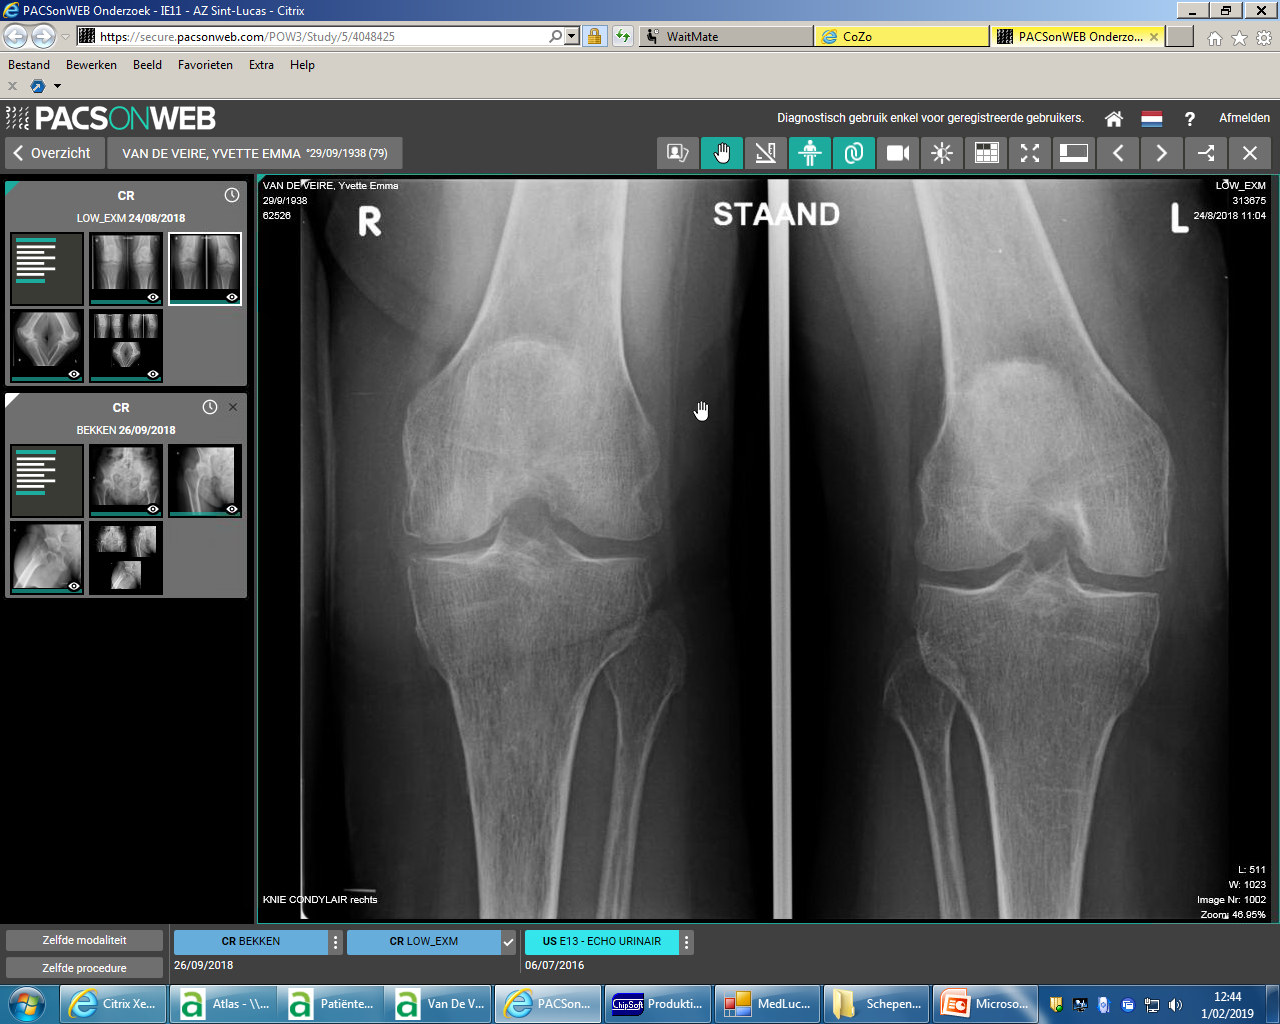 PACSonWEB Onderzoek - IE11 - AZ Sint-Lucas - Citrix
https://secure.pacsonweb.com/POW3/Study/5/4048425
WaitMate
CoZo
PACSonWEB Onderzo...
Bestand Bewerken Beeld Favorieten Extra Help
PACSONWEB
Diagnostisch gebruik enkel voor geregistreerde gebruikers.
? Afmelden
Overzicht
VAN DE VEIRE, YVETTE EMMA °29/09/1938 (79)
CR
LOW_EXM 24/08/2018
CR
BEKKEN 26/09/2018
VAN DE VEIRE, Yvette Emma
29/9/1938
62526
R
STAAND
L
LOW_EXM
313675
24/8/2018 11:04
KNIE CONDYLAIR rechts
L: 511
W: 1023
Image Nr: 1002
Zoom: 46.95%
Zelfde modaliteit
Zelfde procedure
CR BEKKEN
26/09/2018
CR LOW_EXM
US E13 - ECHO URINAIR
06/07/2016
Citrix Xe...
Atlas - \\...
Patiënte...
Van De V...
PACSon...
ChipSoft
Produkti...
MedLuc...
Schepen...
Microso...
12:44
1/02/2019